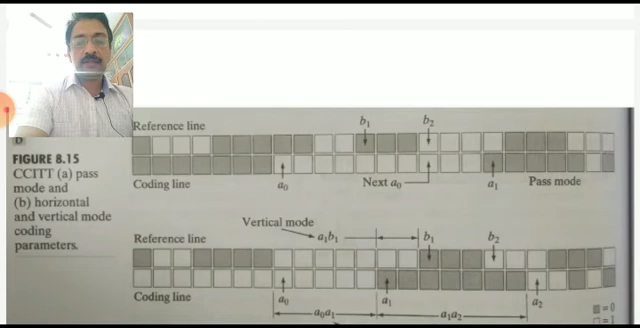 b
FIGURE 8.15
CCITT (a) pass
mode and
(b) horizontal
and vertical mode
coding
parameters.
b₁ b₂
Reference line
Coding line a₀ Next a₀ a₁ Pass mode
Vertical mode
Reference line a₁b₁ b₁ b₂
Coding line a₀ a₁ a₂
a₀a₁ a₁a₂
= 0
= 1